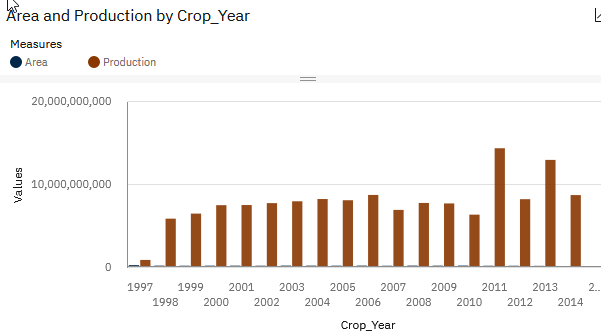 Area and Production by Crop_Year
Measures
Area Production
20,000,000,000
10,000,000,000
0
Values
1997 1999 2001 2003 2005 2007 2009 2011 2013 2...
1998 2000 2002 2004 2006 2008 2010 2012 2014
Crop_Year